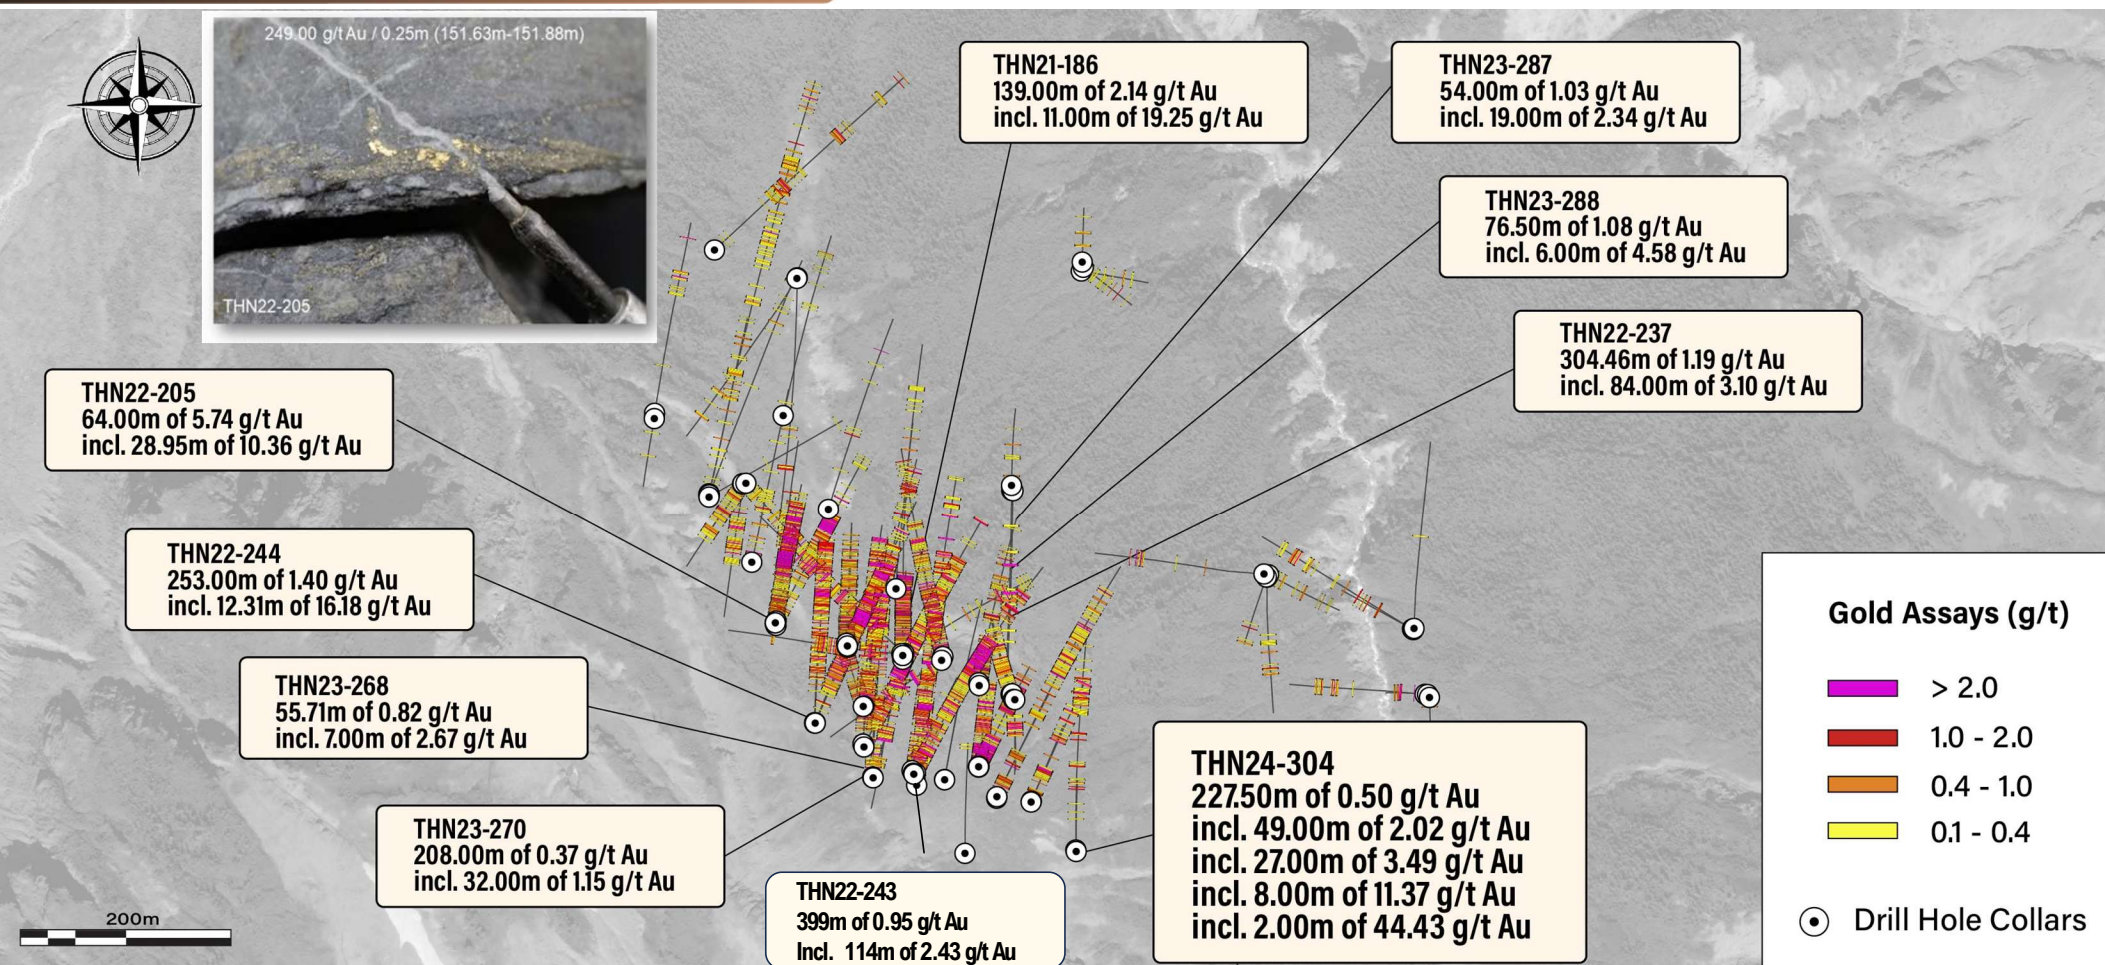 249.00 g/t Au / 0.25m (151.63m-151.88m)
THN22-205
THN21-186
139.00m of 2.14 g/t Au
incl. 11.00m of 19.25 g/t Au
THN23-287
54.00m of 1.03 g/t Au
incl. 19.00m of 2.34 g/t Au
THN23-288
76.50m of 1.08 g/t Au
incl. 6.00m of 4.58 g/t Au
THN22-237
304.46m of 1.19 g/t Au
incl. 84.00m of 3.10 g/t Au
THN22-205
64.00m of 5.74 g/t Au
incl. 28.95m of 10.36 g/t Au
THN22-244
253.00m of 1.40 g/t Au
incl. 12.31m of 16.18 g/t Au
THN23-268
55.71m of 0.82 g/t Au
incl. 7.00m of 2.67 g/t Au
THN23-270
208.00m of 0.37 g/t Au
incl. 32.00m of 1.15 g/t Au
THN22-243
399m of 0.95 g/t Au
Incl. 114m of 2.43 g/t Au
THN24-304
227.50m of 0.50 g/t Au
incl. 49.00m of 2.02 g/t Au
incl. 27.00m of 3.49 g/t Au
incl. 8.00m of 11.37 g/t Au
incl. 2.00m of 44.43 g/t Au
Gold Assays (g/t)
> 2.0
1.0 - 2.0
0.4 - 1.0
0.1 - 0.4
Drill Hole Collars
200m